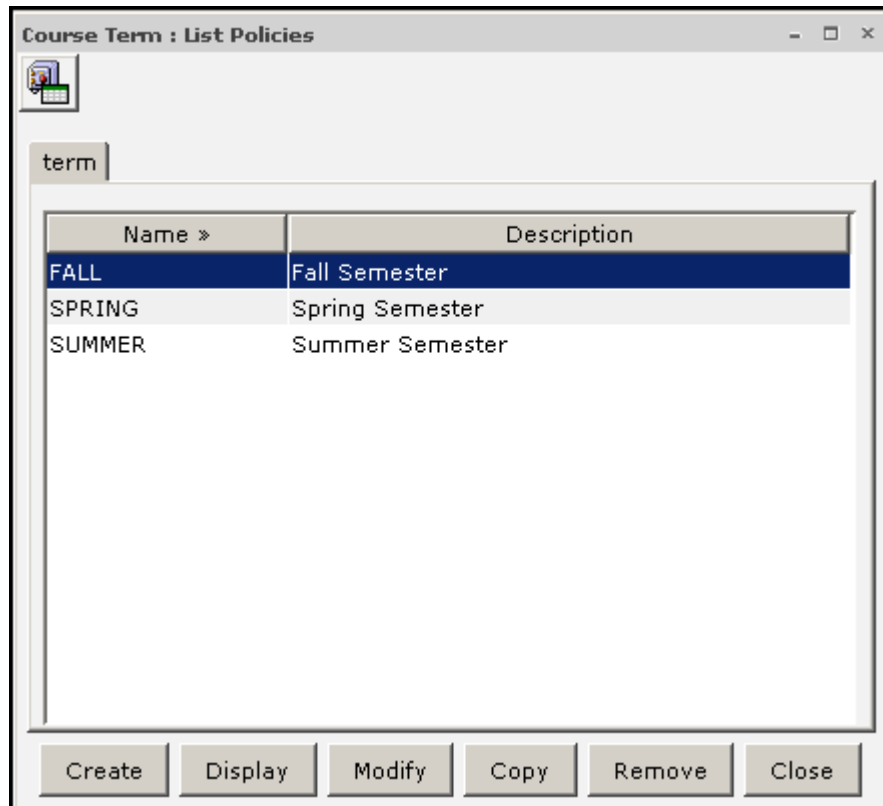 Course Term : List Policies
term
Name » Description
FALL Fall Semester
SPRING Spring Semester
SUMMER Summer Semester
Create Display Modify Copy Remove Close